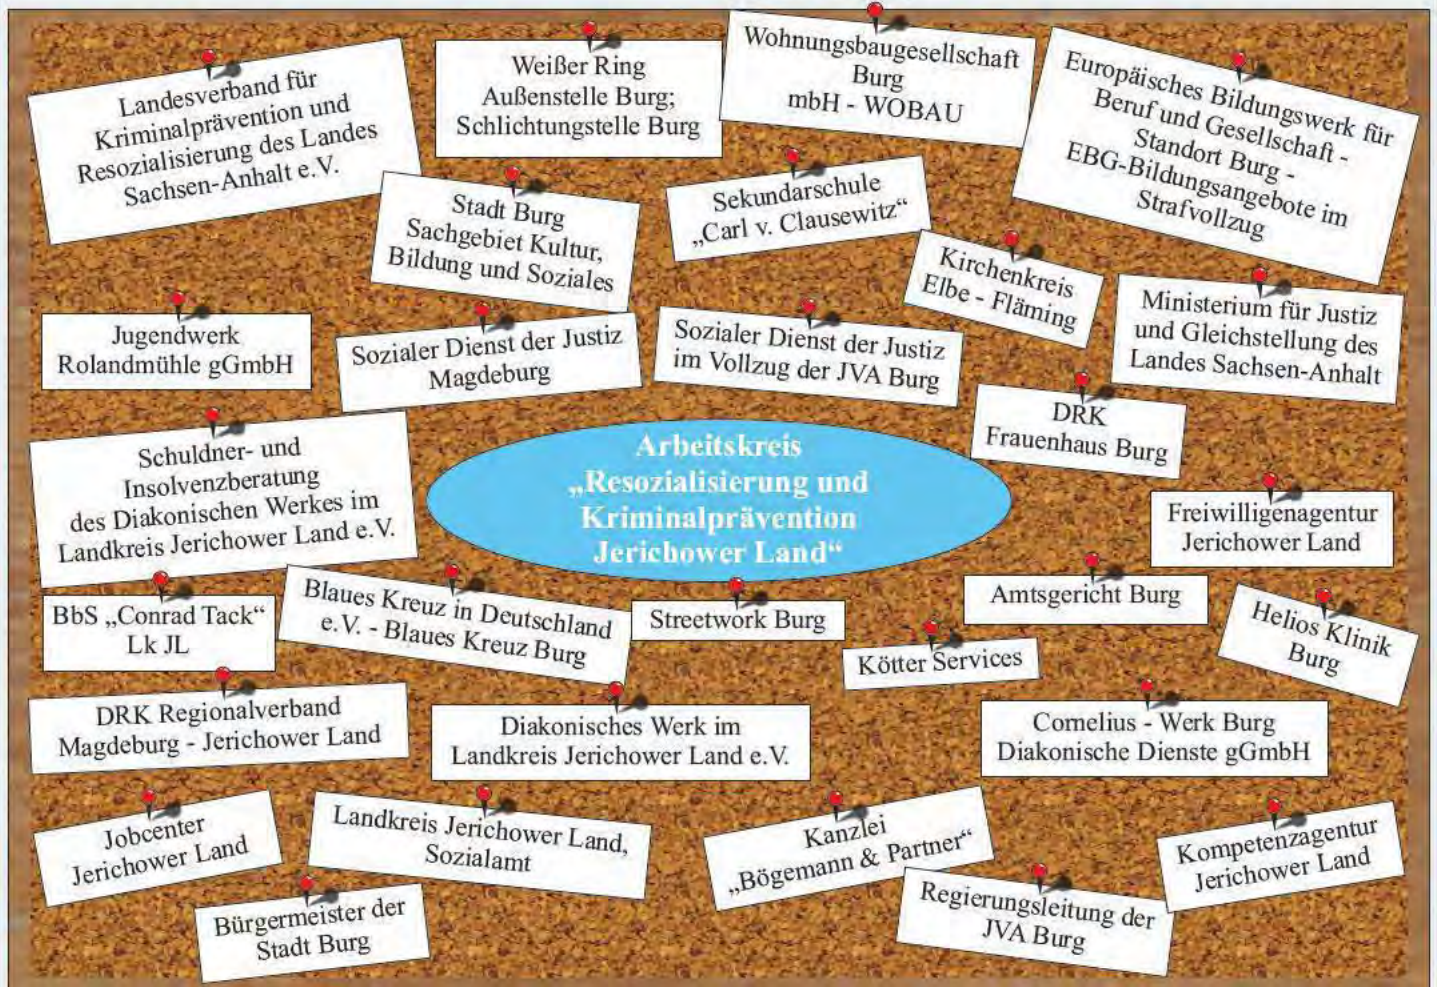 Landesverband für
Kriminalprävention und
Resozialisierung des Landes
Sachsen-Anhalt e.V.
Weißer Ring
Außenstelle Burg;
Schlichtungstelle Burg
Wohnungsbaugesellschaft
Burg
mbH - WOBAU
Europäisches Bildungswerk für
Beruf und Gesellschaft -
Standort Burg -
EBG-Bildungsangebote im
Strafvollzug
Stadt Burg
Sachgebiet Kultur,
Bildung und Soziales
Sekundarschule
„Carl v. Clausewitz“
Kirchenkreis
Elbe - Fläming
Ministerium für Justiz
und Gleichstellung des
Landes Sachsen-Anhalt
Jugendwerk
Rolandmühle gGmbH
Sozialer Dienst der Justiz
Magdeburg
Sozialer Dienst der Justiz
im Vollzug der JVA Burg
DRK
Frauenhaus Burg
Schuldner- und
Insolvenzberatung
des Diakonischen Werkes im
Landkreis Jerichower Land e.V.
Arbeitskreis
„Resozialisierung und
Kriminalprävention
Jerichower Land“
Freiwilligenagentur
Jerichower Land
BbS „Conrad Tack“
Lk JL
Blaues Kreuz in Deutschland
e.V. - Blaues Kreuz Burg
Streetwork Burg
Amtsgericht Burg
Kötter Services
Helios Klinik
Burg
DRK Regionalverband
Magdeburg - Jerichower Land
Diakonisches Werk im
Landkreis Jerichower Land e.V.
Cornelius - Werk Burg
Diakonische Dienste gGmbH
Jobcenter
Jerichower Land
Landkreis Jerichower Land,
Sozialamt
Kanzlei
„Bögemann & Partner“
Kompetenzagentur
Jerichower Land
Bürgermeister der
Stadt Burg
Regierungsleitung der
JVA Burg